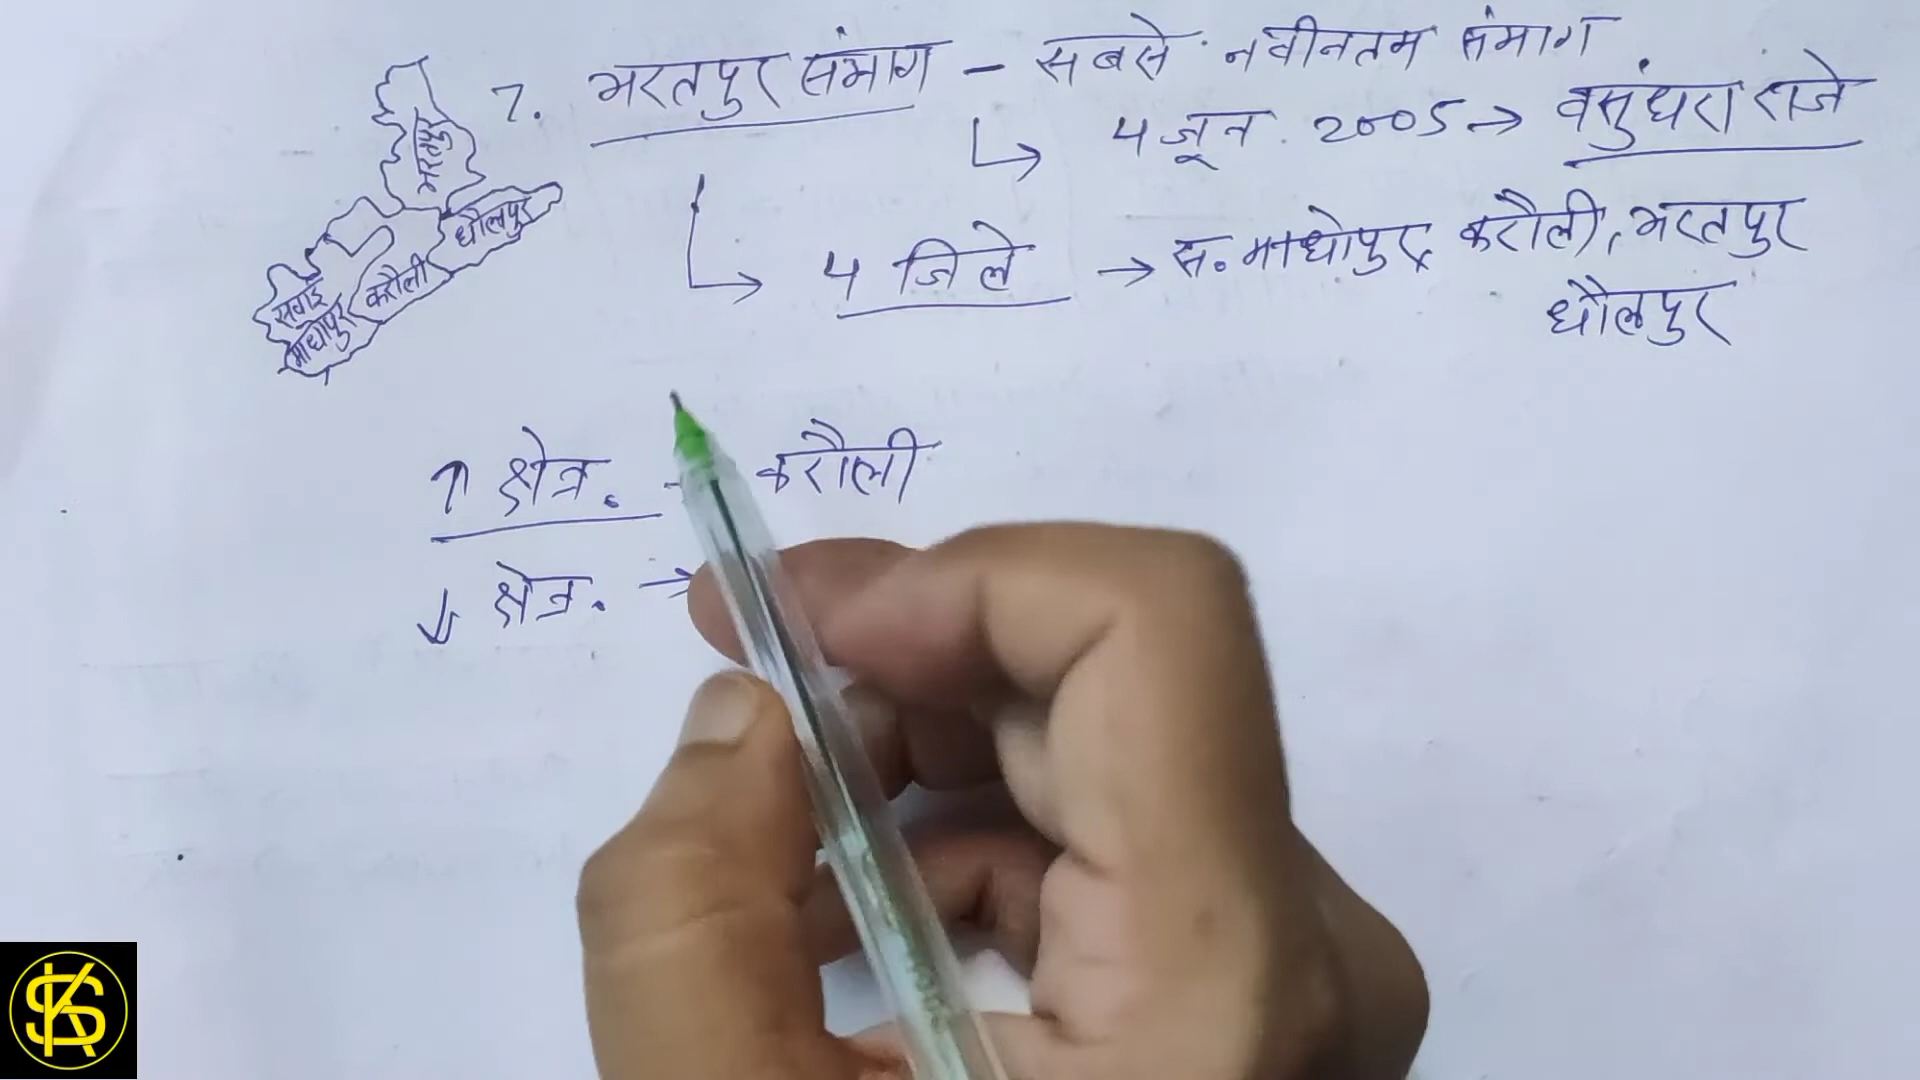 7. भरतपुर संभाग – सबसे नवीनतम संभाग
↳ 4 जून. 2005 → वसुंधरा राजे
↳ 4 जिले → स. माधोपुर, करौली, भरतपुर
धौलपुर
भरतपुर
धौलपुर
करौली
सवाई
माधोपुर
↑ क्षेत्र. - करौली
↓ क्षेत्र. →